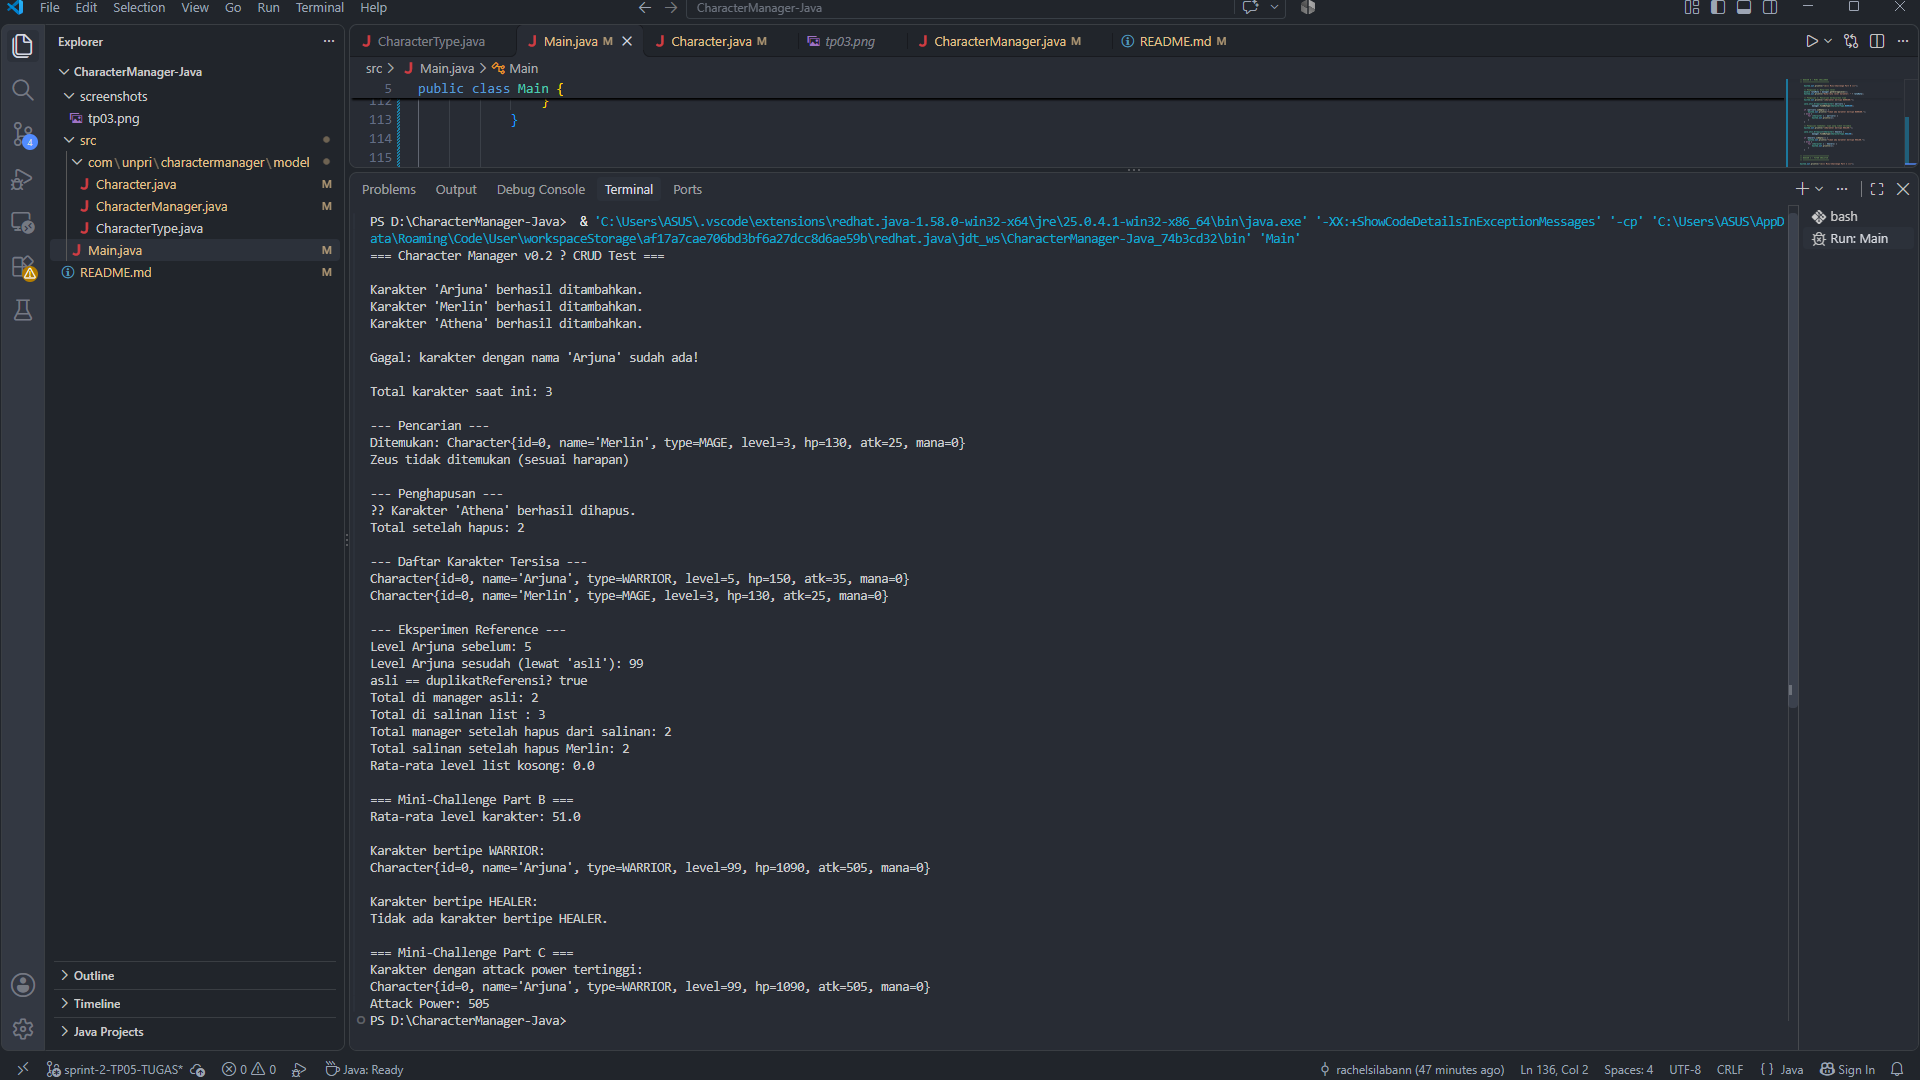 File Edit Selection View Go Run Terminal Help
CharacterManager-Java
Explorer
CharacterManager-Java
screenshots
tp03.png
src
com\unpri\charactermanager\model
Character.java M
CharacterManager.java M
CharacterType.java
Main.java M
README.md M
Outline
Timeline
Java Projects
CharacterType.java Main.java M Character.java M tp03.png CharacterManager.java M README.md M
src > Main.java > Main
5 public class Main {
112 }
113 }
114
115
Problems Output Debug Console Terminal Ports
bash
Run: Main
PS D:\CharacterManager-Java> & 'C:\Users\ASUS\.vscode\extensions\redhat.java-1.58.0-win32-x64\jre\25.0.4.1-win32-x86_64\bin\java.exe' '-XX:+ShowCodeDetailsInExceptionMessages' '-cp' 'C:\Users\ASUS\AppD
ata\Roaming\Code\User\workspaceStorage\af17a7cae706bd3bf6a27dcc8d6ae59b\redhat.java\jdt_ws\CharacterManager-Java_74b3cd32\bin' 'Main'
=== Character Manager v0.2 ? CRUD Test ===
Karakter 'Arjuna' berhasil ditambahkan.
Karakter 'Merlin' berhasil ditambahkan.
Karakter 'Athena' berhasil ditambahkan.
Gagal: karakter dengan nama 'Arjuna' sudah ada!
Total karakter saat ini: 3
--- Pencarian ---
Ditemukan: Character{id=0, name='Merlin', type=MAGE, level=3, hp=130, atk=25, mana=0}
Zeus tidak ditemukan (sesuai harapan)
--- Penghapusan ---
?? Karakter 'Athena' berhasil dihapus.
Total setelah hapus: 2
--- Daftar Karakter Tersisa ---
Character{id=0, name='Arjuna', type=WARRIOR, level=5, hp=150, atk=35, mana=0}
Character{id=0, name='Merlin', type=MAGE, level=3, hp=130, atk=25, mana=0}
--- Eksperimen Reference ---
Level Arjuna sebelum: 5
Level Arjuna sesudah (lewat 'asli'): 99
asli == duplikatReferensi? true
Total di manager asli: 2
Total di salinan list : 3
Total manager setelah hapus dari salinan: 2
Total salinan setelah hapus Merlin: 2
Rata-rata level list kosong: 0.0
=== Mini-Challenge Part B ===
Rata-rata level karakter: 51.0
Karakter bertipe WARRIOR:
Character{id=0, name='Arjuna', type=WARRIOR, level=99, hp=1090, atk=505, mana=0}
Karakter bertipe HEALER:
Tidak ada karakter bertipe HEALER.
=== Mini-Challenge Part C ===
Karakter dengan attack power tertinggi:
Character{id=0, name='Arjuna', type=WARRIOR, level=99, hp=1090, atk=505, mana=0}
Attack Power: 505
PS D:\CharacterManager-Java>
4
sprint-2-TP05-TUGAS* 0 0 Java: Ready rachelsilabann (47 minutes ago) Ln 136, Col 2 Spaces: 4 UTF-8 CRLF {} Java Sign In